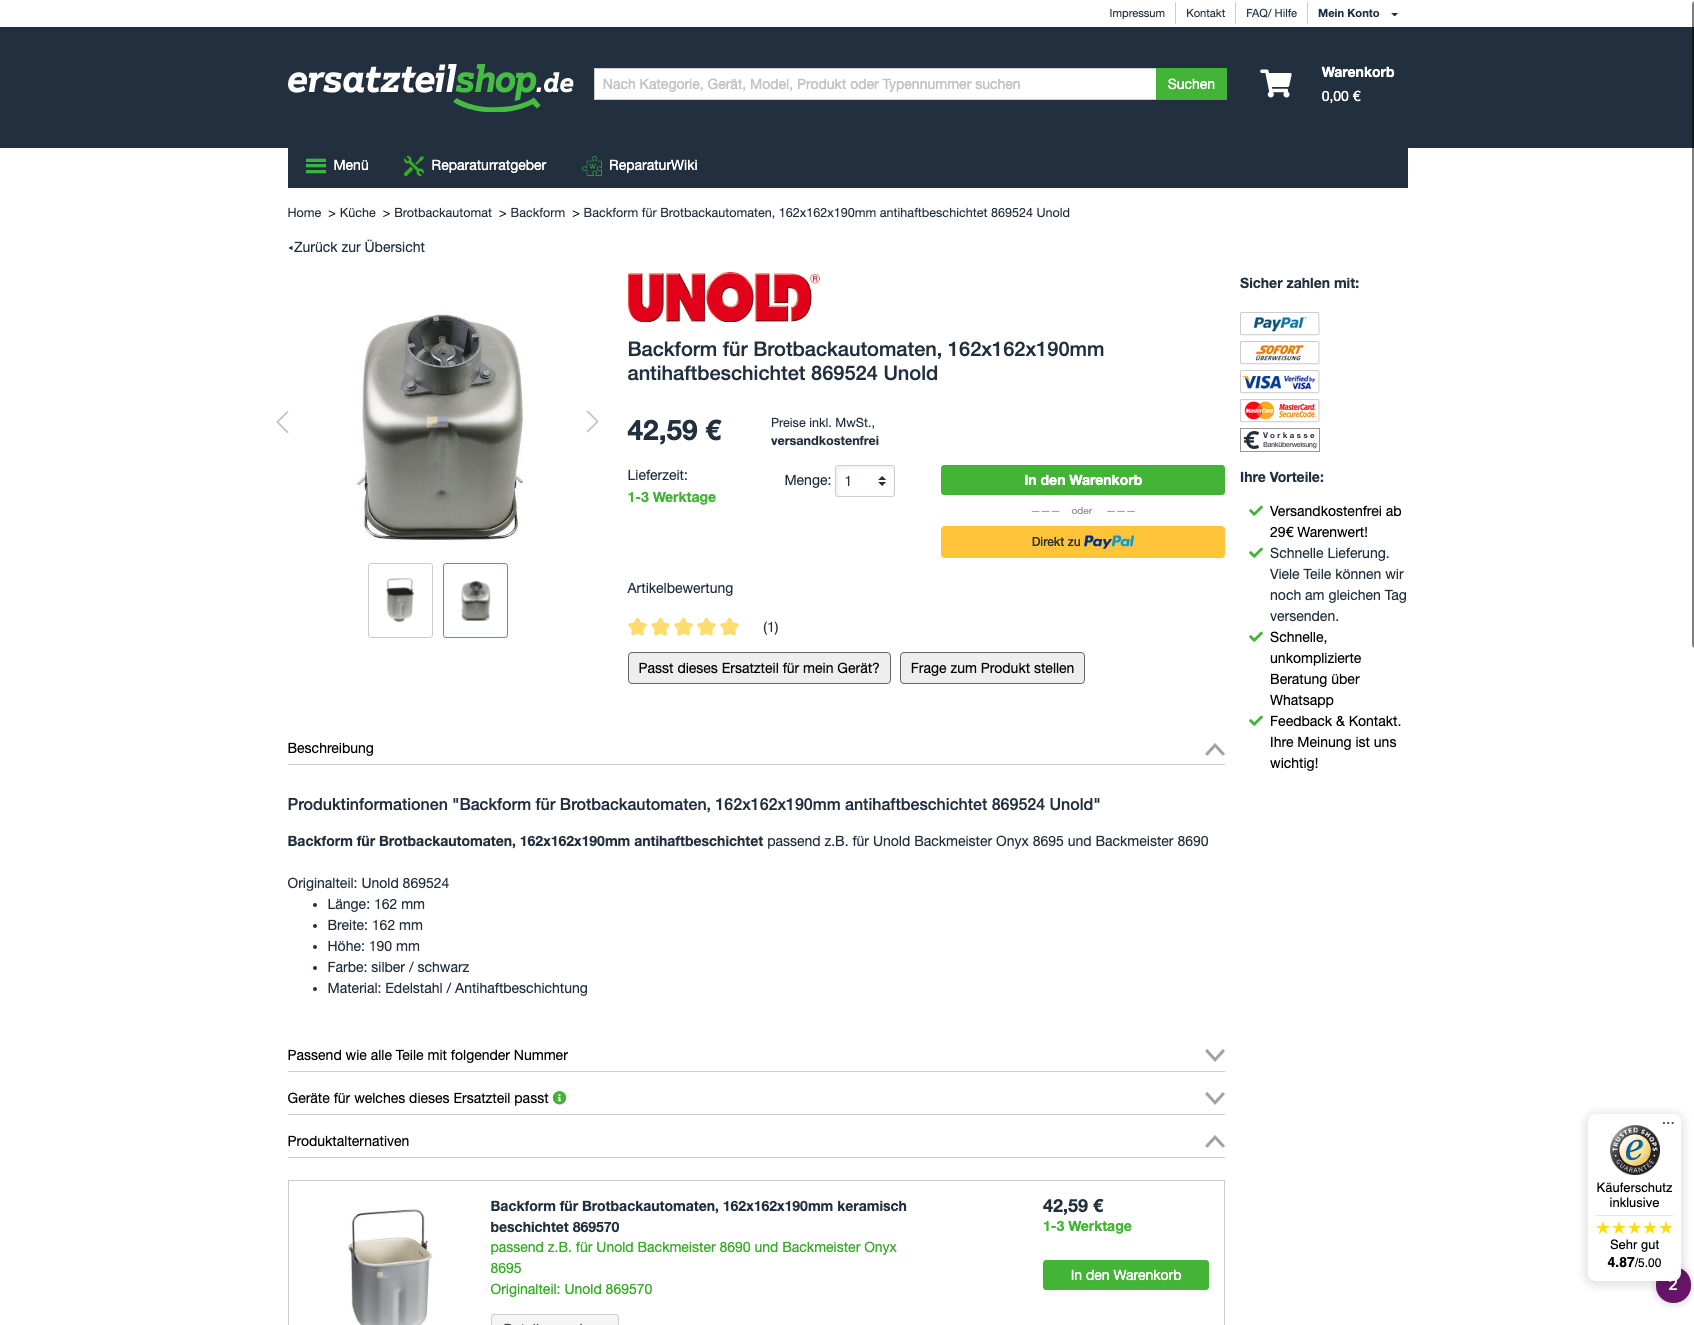 Impressum
Kontakt
FAQ/ Hilfe
Mein Konto
ersatzteilshop.de
Nach Kategorie, Gerät, Model, Produkt oder Typennummer suchen
Suchen
Warenkorb
0,00 €
Menü
Reparaturratgeber
ReparaturWiki
Home > Küche > Brotbackautomat > Backform > Backform für Brotbackautomaten, 162x162x190mm antihaftbeschichtet 869524 Unold
Zurück zur Übersicht
UNOLD®
Backform für Brotbackautomaten, 162x162x190mm
antihaftbeschichtet 869524 Unold
42,59 €
Preise inkl. MwSt.,
versandkostenfrei
Lieferzeit:
1-3 Werktage
Menge: 1
In den Warenkorb
--- oder ---
Direkt zu PayPal
Artikelbewertung
(1)
Passt dieses Ersatzteil für mein Gerät?
Frage zum Produkt stellen
Sicher zahlen mit:
PayPal
SOFORT
ÜBERWEISUNG
VISA Verified by
VISA
MasterCard MasterCard.
SecureCode.
€ Vorkasse
Banküberweisung
Ihre Vorteile:
Versandkostenfrei ab
29€ Warenwert!
Schnelle Lieferung.
Viele Teile können wir
noch am gleichen Tag
versenden.
Schnelle,
unkomplizierte
Beratung über
Whatsapp
Feedback & Kontakt.
Ihre Meinung ist uns
wichtig!
Beschreibung
Produktinformationen "Backform für Brotbackautomaten, 162x162x190mm antihaftbeschichtet 869524 Unold"
Backform für Brotbackautomaten, 162x162x190mm antihaftbeschichtet passend z.B. für Unold Backmeister Onyx 8695 und Backmeister 8690
Originalteil: Unold 869524
• Länge: 162 mm
• Breite: 162 mm
• Höhe: 190 mm
• Farbe: silber / schwarz
• Material: Edelstahl / Antihaftbeschichtung
Passend wie alle Teile mit folgender Nummer
Geräte für welches dieses Ersatzteil passt i
Produktalternativen
Backform für Brotbackautomaten, 162x162x190mm keramisch
beschichtet 869570
passend z.B. für Unold Backmeister 8690 und Backmeister Onyx
8695
Originalteil: Unold 869570
42,59 €
1-3 Werktage
In den Warenkorb
...
TRUSTED SHOPS
e
GUARANTEE
Käuferschutz
inklusive
Sehr gut
4.87/5.00
2